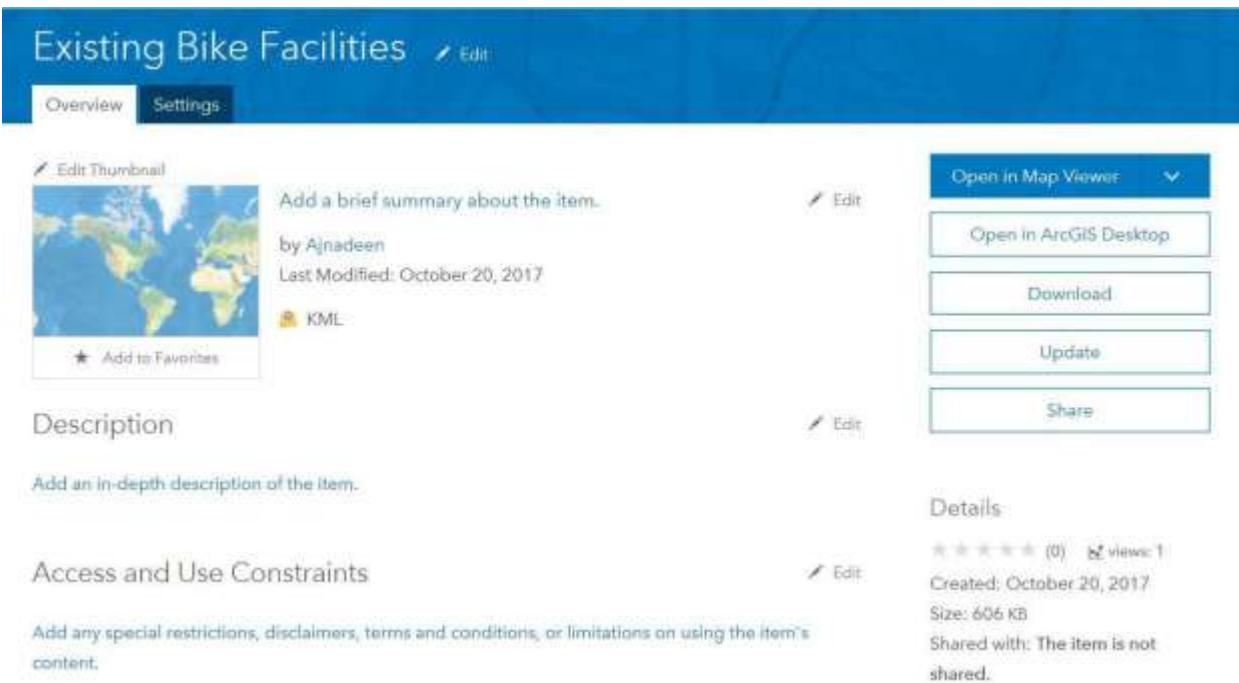 Existing Bike Facilities
Edit
Overview
Settings
Edit Thumbnail
Add a brief summary about the item.
Edit
by Ajnadeen
Last Modified: October 20, 2017
KML
Add to Favorites
Description
Edit
Add an in-depth description of the item.
Access and Use Constraints
Edit
Add any special restrictions, disclaimers, terms and conditions, or limitations on using the item's
content.
Open in Map Viewer
Open in ArcGIS Desktop
Download
Update
Share
Details
(0) views: 1
Created: October 20, 2017
Size: 606 KB
Shared with: The item is not
shared.